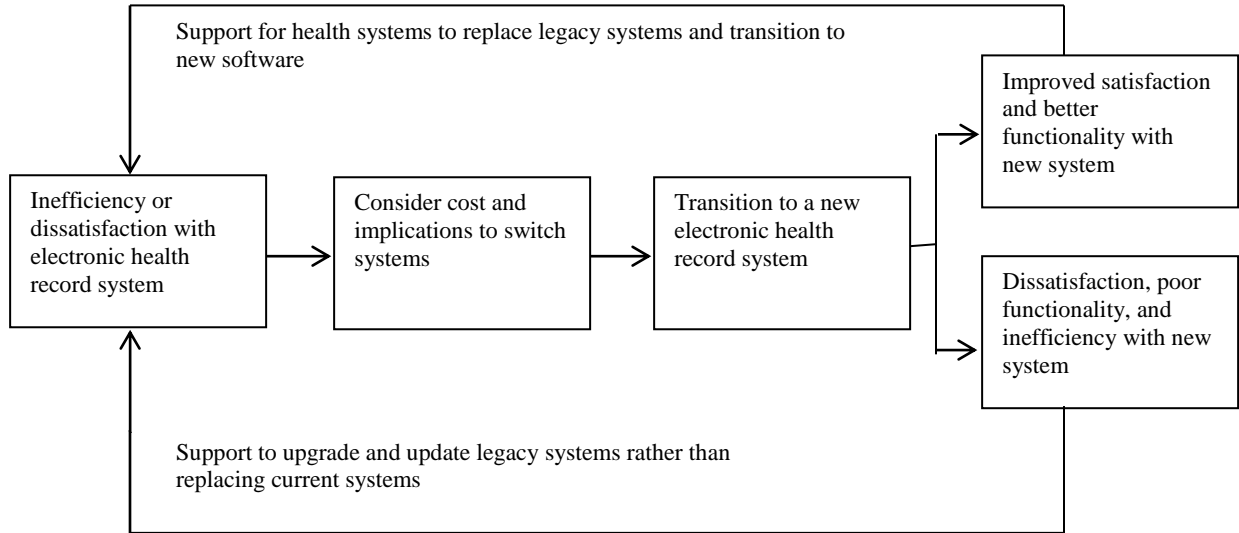 Support for health systems to replace legacy systems and transition to
new software
Improved satisfaction
and better
functionality with
new system
Inefficiency or
dissatisfaction with
electronic health
record system
Consider cost and
implications to switch
systems
Transition to a new
electronic health
record system
Dissatisfaction, poor
functionality, and
inefficiency with new
system
Support to upgrade and update legacy systems rather than
replacing current systems